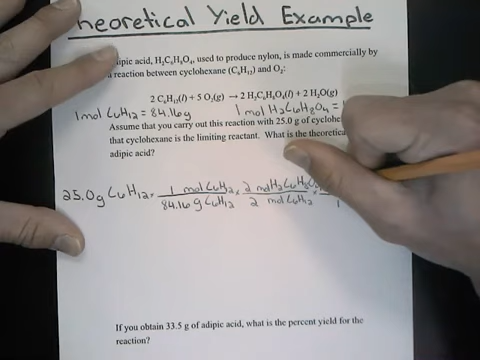 heoretical Yield Example
dipic acid, H₂C₆H₈O₄, used to produce nylon, is made commercially by
reaction between cyclohexane (C₆H₁₂) and O₂:
2 C₆H₁₂(l) + 5 O₂(g) → 2 H₂C₆H₈O₄(l) + 2 H₂O(g)
1 mol C₆H₁₂ = 84.16g 1 mol H₂C₆H₈O₄ =
Assume that you carry out this reaction with 25.0 g of cyclohe
that cyclohexane is the limiting reactant. What is the theoretica
adipic acid?
25.0g C₆H₁₂ × 1 mol C₆H₁₂ × 2 mol H₂C₆H₈O₄ ×
84.16 g C₆H₁₂ 2 mol C₆H₁₂ 1
If you obtain 33.5 g of adipic acid, what is the percent yield for the
reaction?